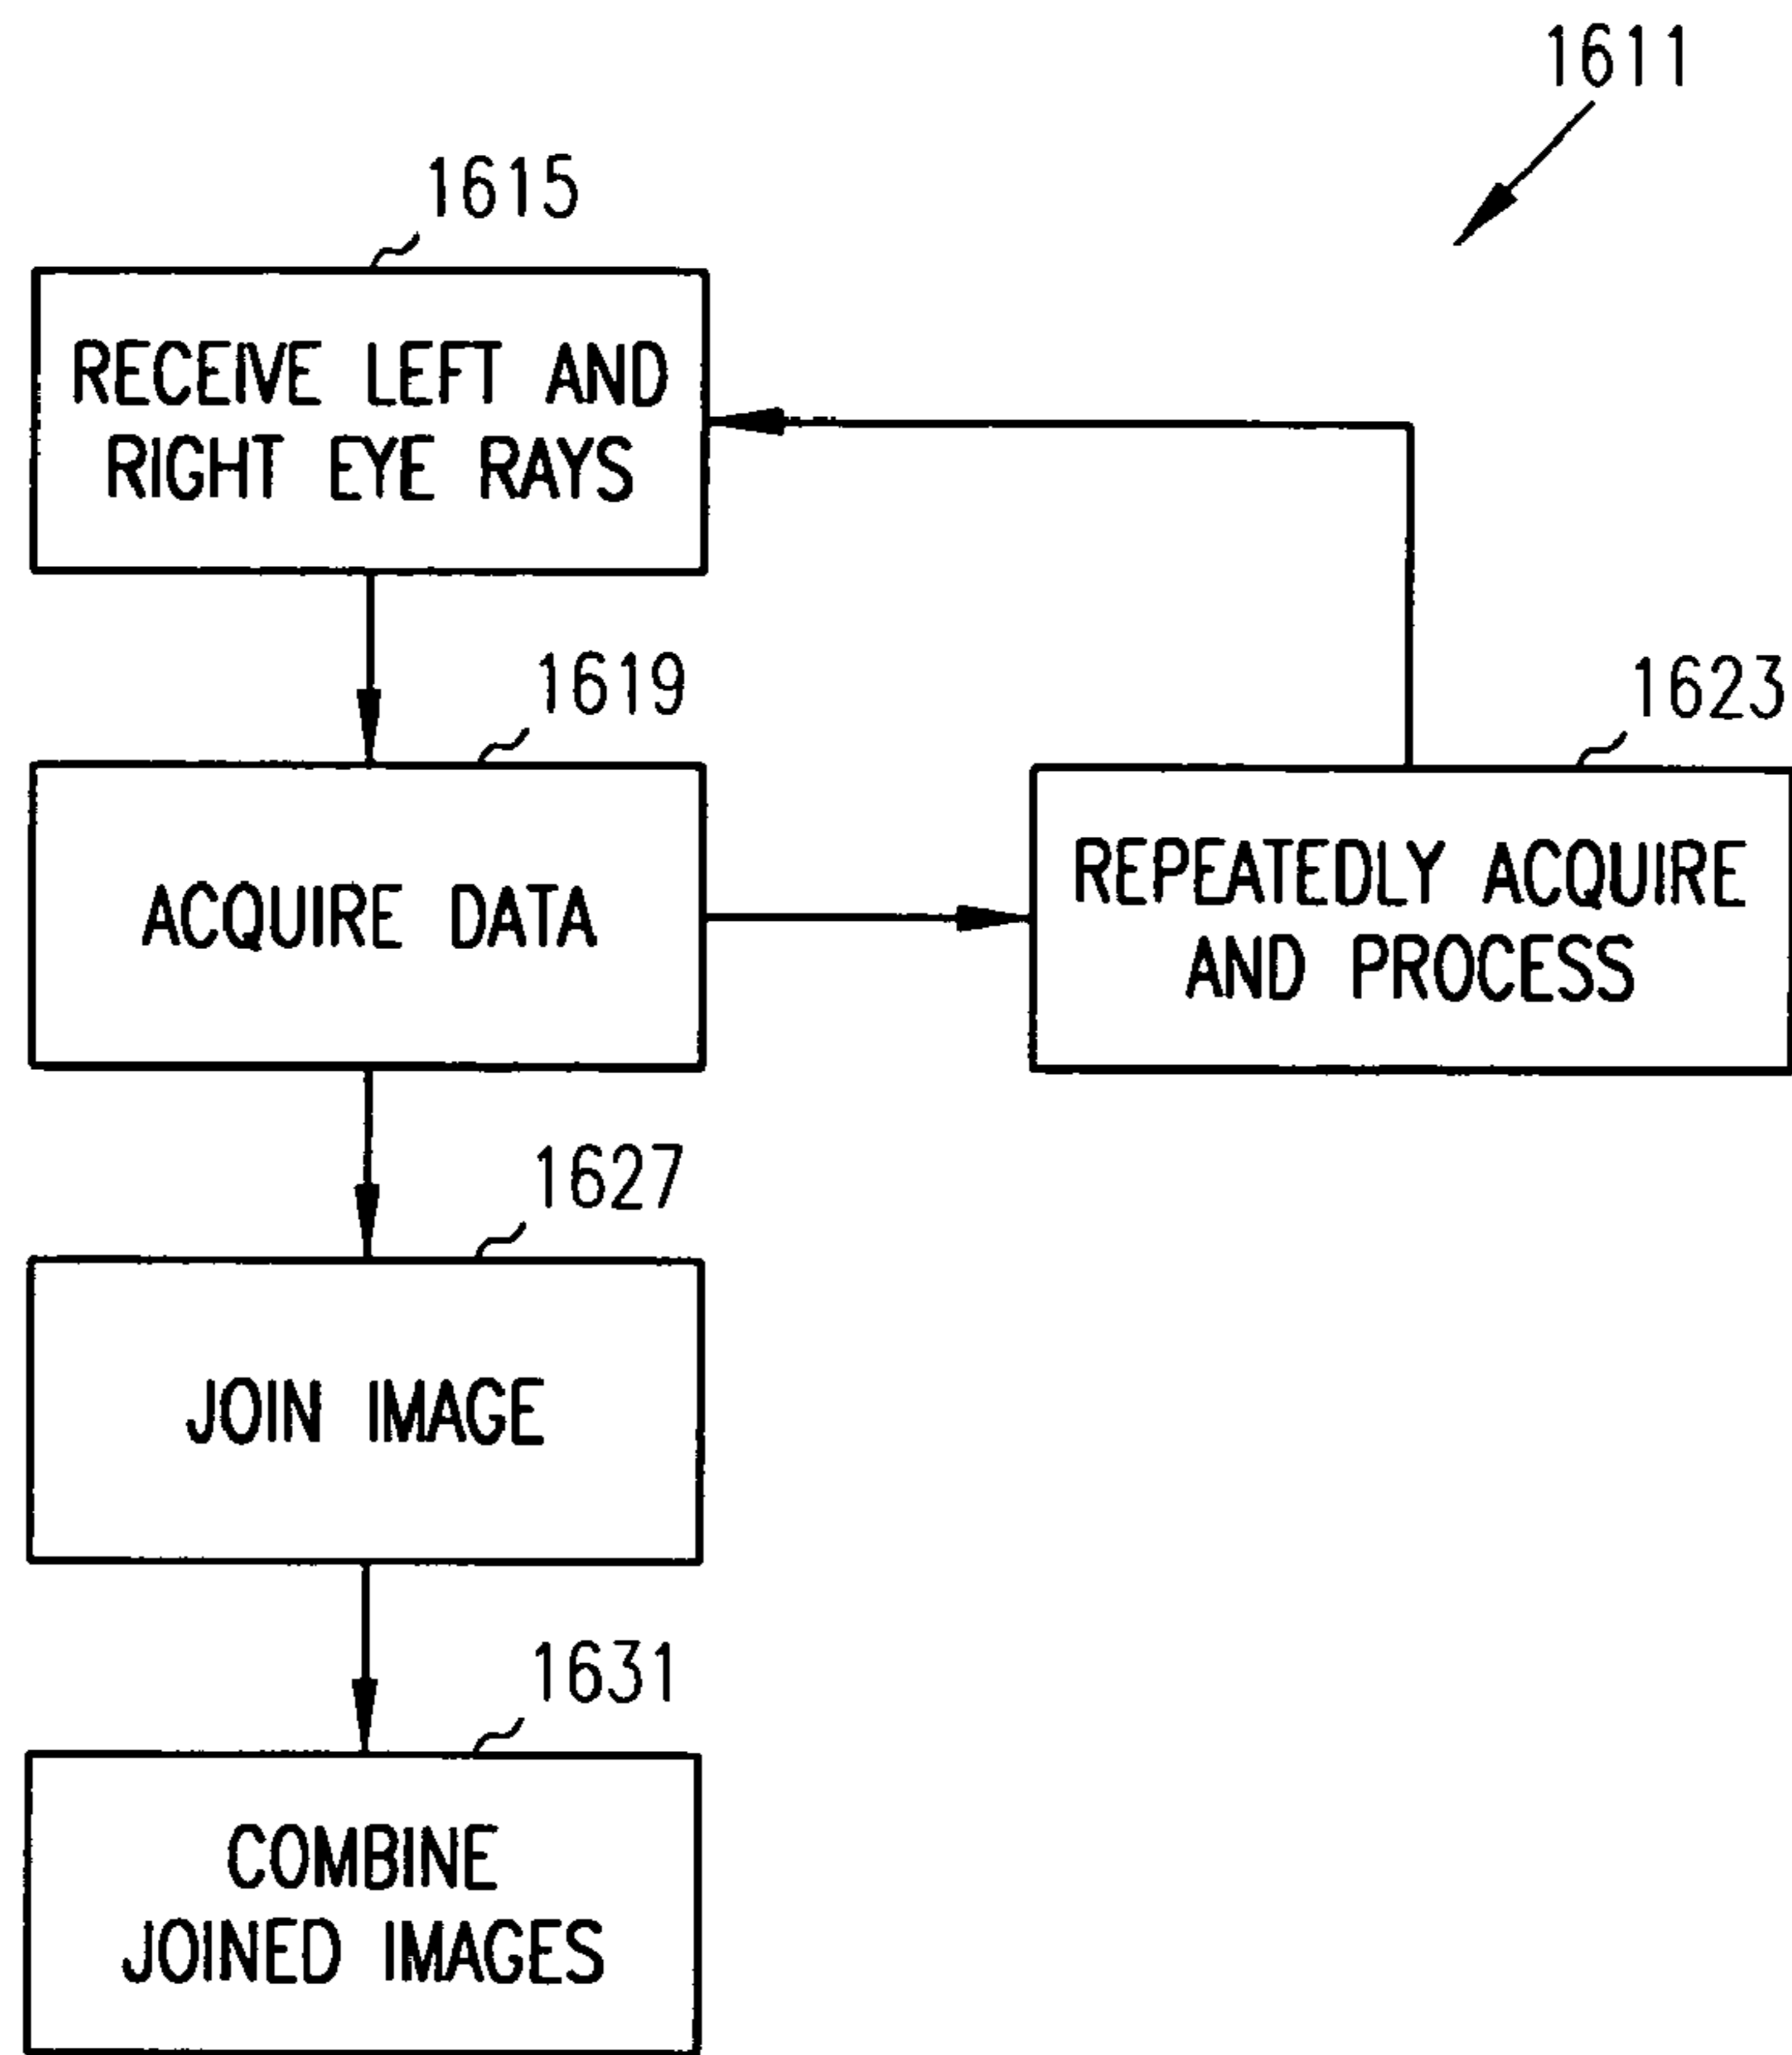 1611
1615
RECEIVE LEFT AND
RIGHT EYE RAYS
1619
ACQUIRE DATA
1623
REPEATEDLY ACQUIRE
AND PROCESS
1627
JOIN IMAGE
1631
COMBINE
JOINED IMAGES